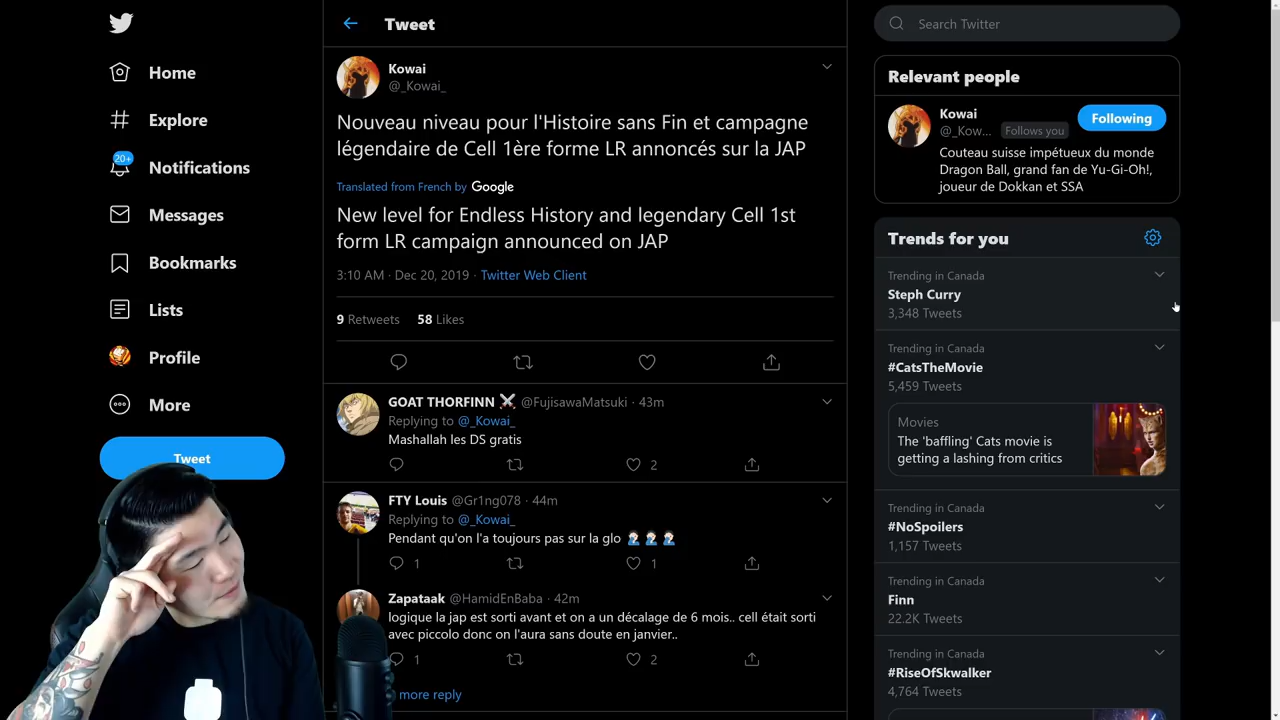 Home
Explore
20+
Notifications
Messages
Bookmarks
Lists
Profile
More
Tweet
Tweet
Kowai
@_Kowai_
Nouveau niveau pour l'Histoire sans Fin et campagne
légendaire de Cell 1ère forme LR annoncés sur la JAP
Translated from French by Google
New level for Endless History and legendary Cell 1st
form LR campaign announced on JAP
3:10 AM · Dec 20, 2019 · Twitter Web Client
9 Retweets 58 Likes
GOAT THORFINN ⚔ @FujisawaMatsuki · 43m
Replying to @_Kowai_
Mashallah les DS gratis
2
FTY Louis @Gr1ng078 · 44m
Replying to @_Kowai_
Pendant qu'on l'a toujours pas sur la glo 🤦🏻‍♂️🤦🏻‍♂️🤦🏻‍♂️
1 1
Zapataak @HamidEnBaba · 42m
logique la jap est sorti avant et on a un décalage de 6 mois.. cell était sorti
avec piccolo donc on l'aura sans doute en janvier..
1 2
more reply
Search Twitter
Relevant people
Kowai
@_Kow... Follows you
Following
Couteau suisse impétueux du monde
Dragon Ball, grand fan de Yu-Gi-Oh!,
joueur de Dokkan et SSA
Trends for you
Trending in Canada
Steph Curry
3,348 Tweets
Trending in Canada
#CatsTheMovie
5,459 Tweets
Movies
The 'baffling' Cats movie is
getting a lashing from critics
Trending in Canada
#NoSpoilers
1,157 Tweets
Trending in Canada
Finn
22.2K Tweets
Trending in Canada
#RiseOfSkwalker
4,764 Tweets